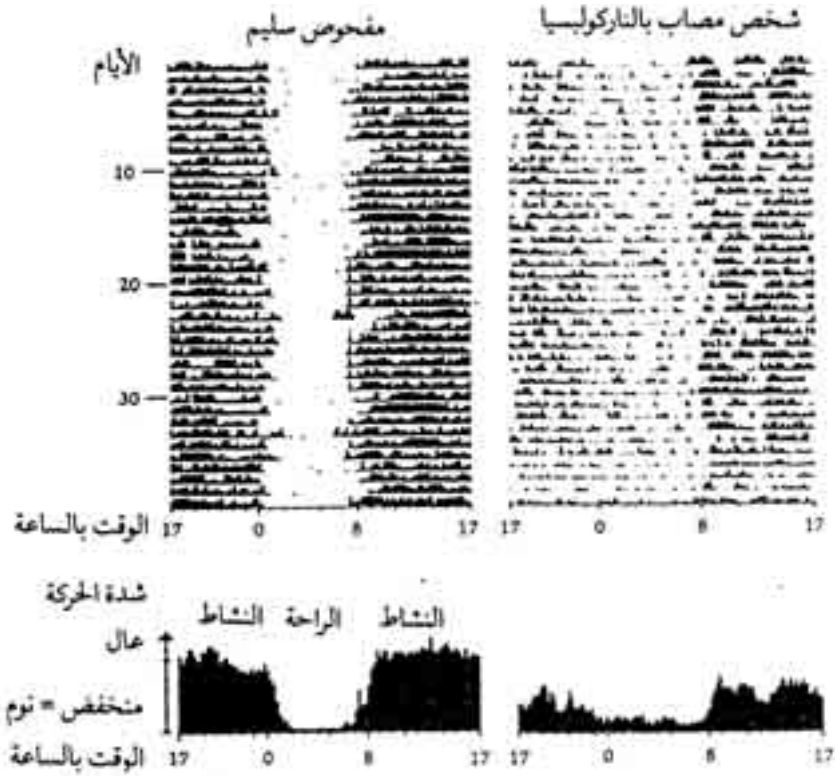 شخص مصاب بالناركولبسيا
مفحوص سليم
الأيام
10
20
30
الوقت بالساعة
17 0 8 17
17 0 8 17
شدة الحركة
النشاط الراحة النشاط
عال
منخفض = نوم
الوقت بالساعة
17 0 8 17
17 0 8 17